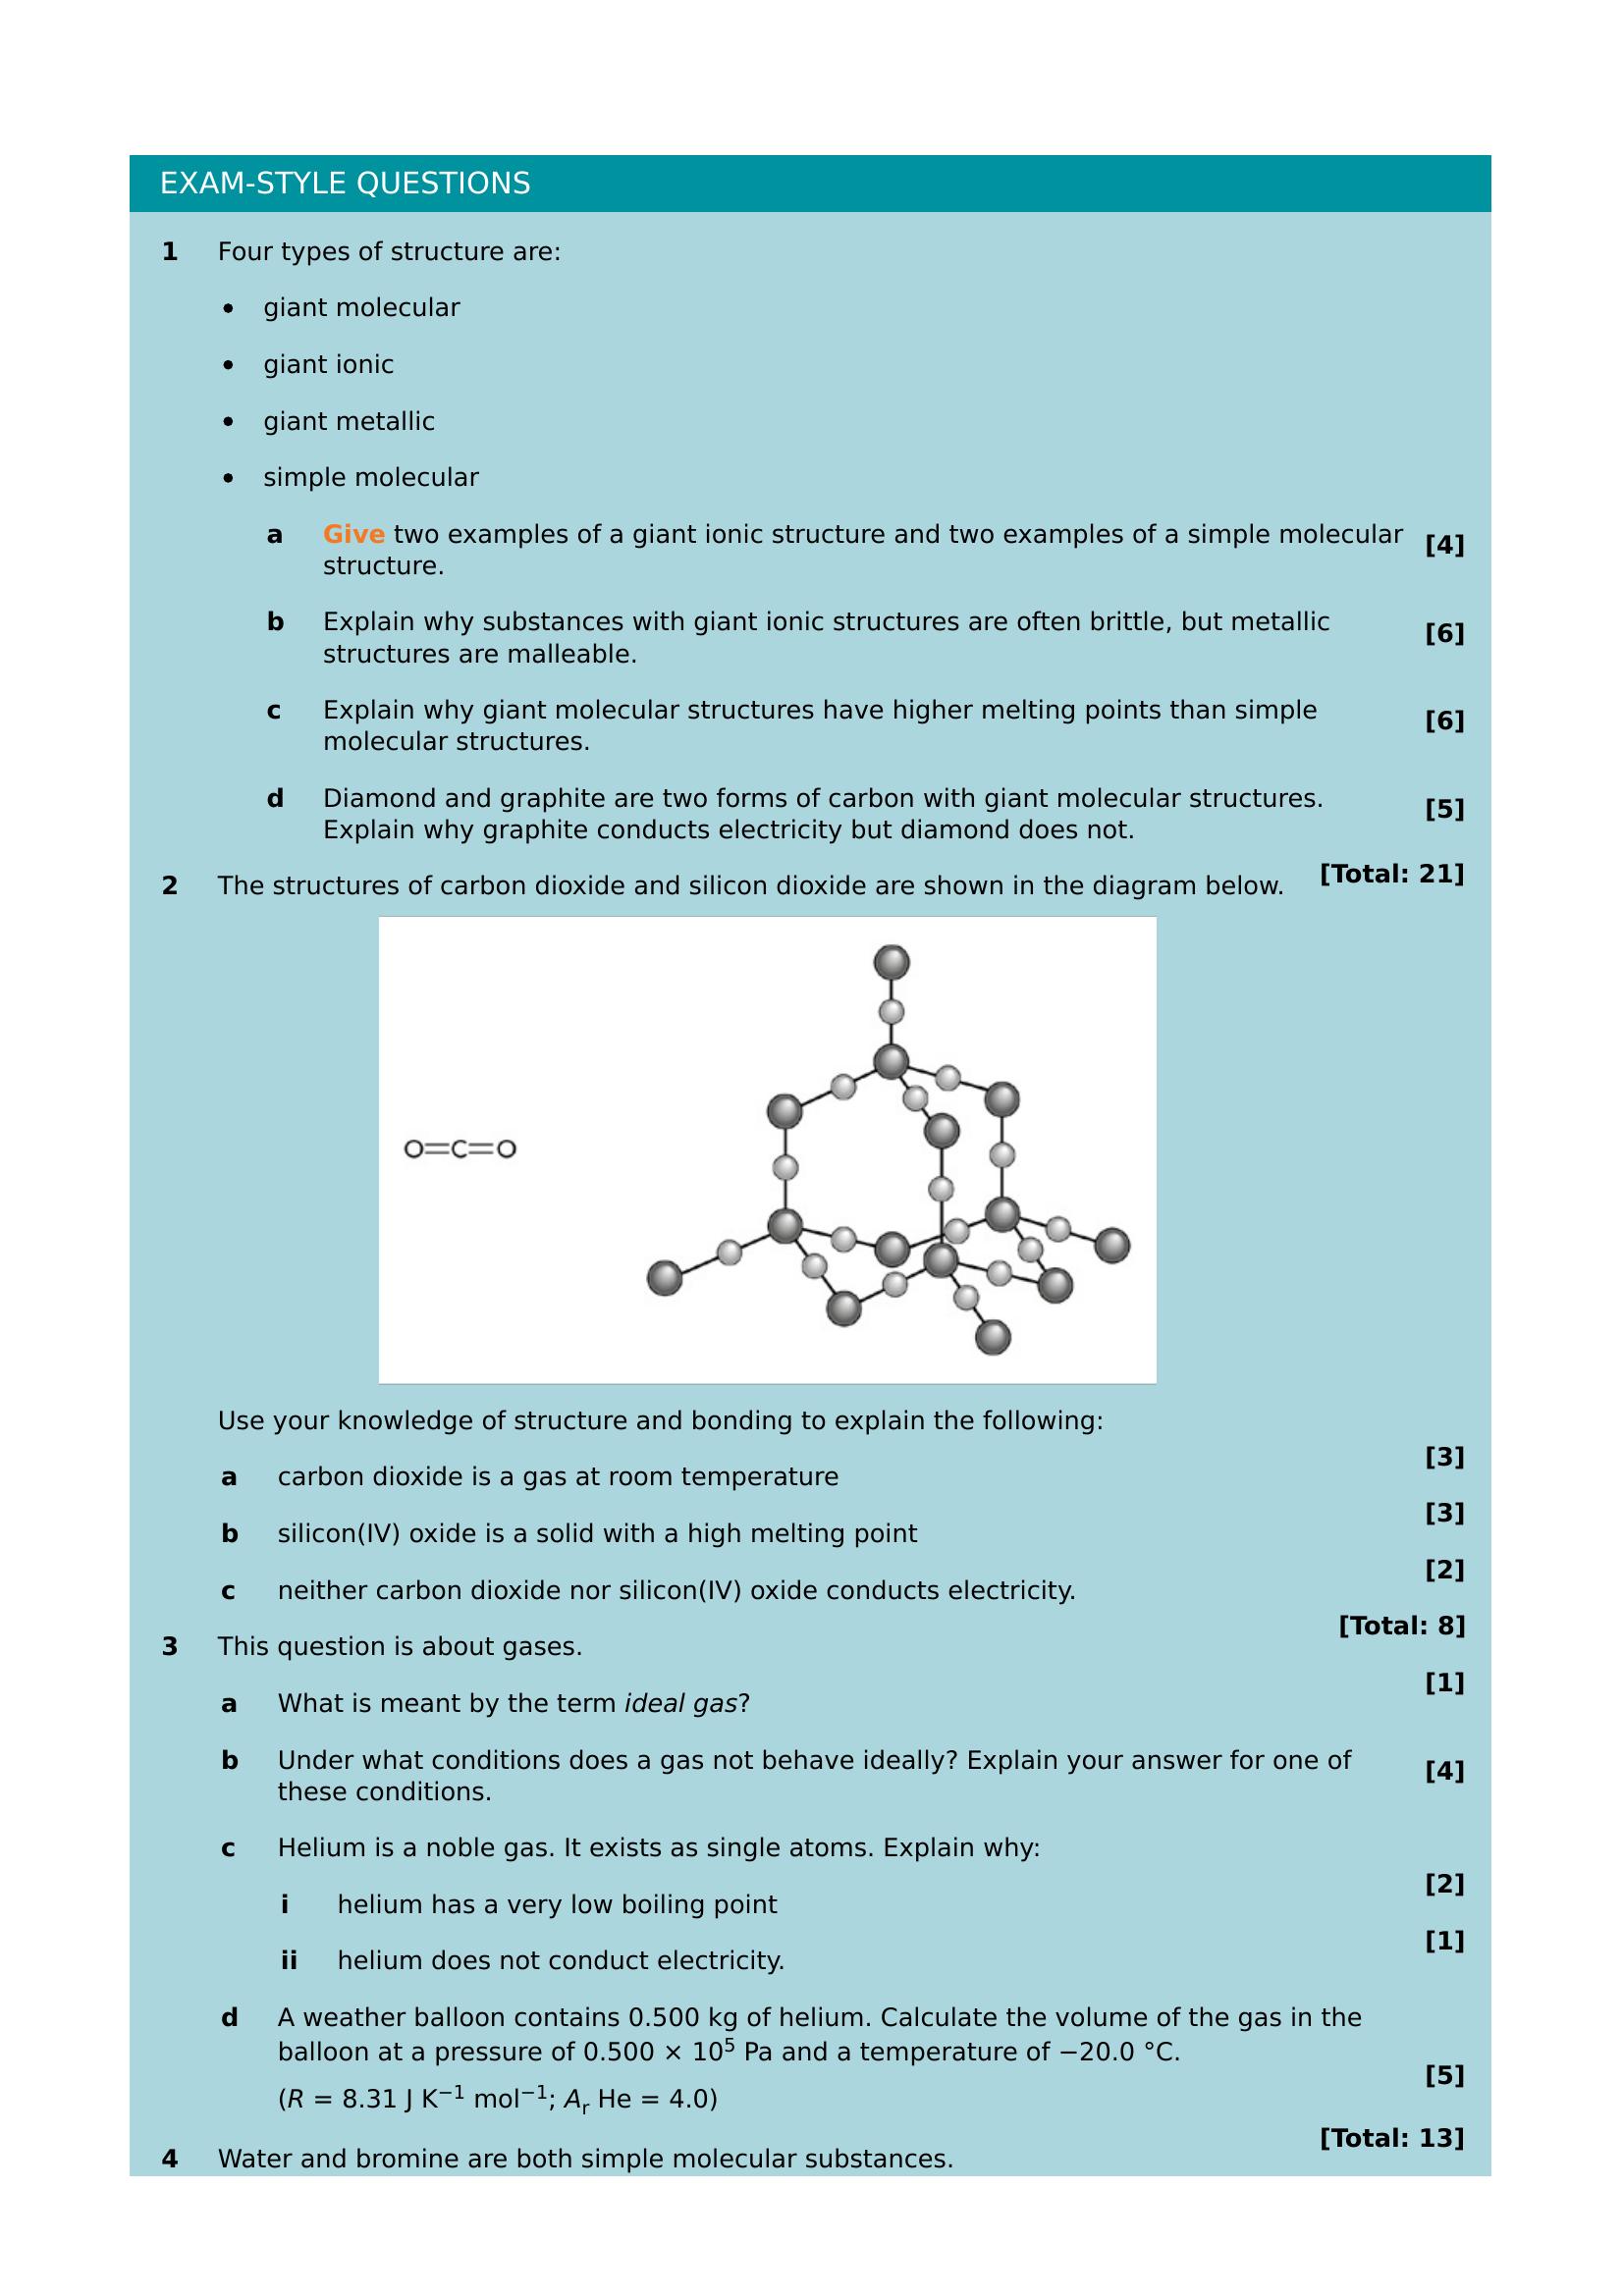 EXAM-STYLE QUESTIONS
1 Four types of structure are:
• giant molecular
• giant ionic
• giant metallic
• simple molecular
a Give two examples of a giant ionic structure and two examples of a simple molecular
structure. [4]
b Explain why substances with giant ionic structures are often brittle, but metallic
structures are malleable. [6]
c Explain why giant molecular structures have higher melting points than simple
molecular structures. [6]
d Diamond and graphite are two forms of carbon with giant molecular structures.
Explain why graphite conducts electricity but diamond does not. [5]
[Total: 21]
2 The structures of carbon dioxide and silicon dioxide are shown in the diagram below.
O=C=O
Use your knowledge of structure and bonding to explain the following:
a carbon dioxide is a gas at room temperature [3]
b silicon(IV) oxide is a solid with a high melting point [3]
c neither carbon dioxide nor silicon(IV) oxide conducts electricity. [2]
[Total: 8]
3 This question is about gases.
a What is meant by the term ideal gas? [1]
b Under what conditions does a gas not behave ideally? Explain your answer for one of
these conditions. [4]
c Helium is a noble gas. It exists as single atoms. Explain why:
i helium has a very low boiling point [2]
ii helium does not conduct electricity. [1]
d A weather balloon contains 0.500 kg of helium. Calculate the volume of the gas in the
balloon at a pressure of 0.500 × 10⁵ Pa and a temperature of −20.0 °C.
(R = 8.31 J K⁻¹ mol⁻¹; Aᵣ He = 4.0) [5]
[Total: 13]
4 Water and bromine are both simple molecular substances.